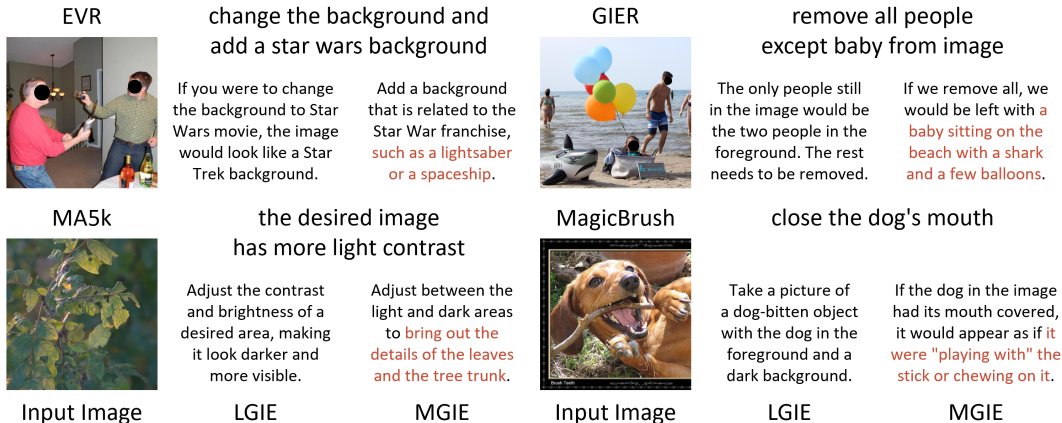 EVR
change the background and
add a star wars background
If you were to change
the background to Star
Wars movie, the image
would look like a Star
Trek background.
Add a background
that is related to the
Star War franchise,
such as a lightsaber
or a spaceship.
GIER
remove all people
except baby from image
The only people still
in the image would be
the two people in the
foreground. The rest
needs to be removed.
If we remove all, we
would be left with a
baby sitting on the
beach with a shark
and a few balloons.
MA5k
the desired image
has more light contrast
Adjust the contrast
and brightness of a
desired area, making
it look darker and
more visible.
Adjust between the
light and dark areas
to bring out the
details of the leaves
and the tree trunk.
MagicBrush
close the dog's mouth
Brush Tooth
Take a picture of
a dog-bitten object
with the dog in the
foreground and a
dark background.
If the dog in the image
had its mouth covered,
it would appear as if it
were "playing with" the
stick or chewing on it.
Input Image
LGIE
MGIE
Input Image
LGIE
MGIE